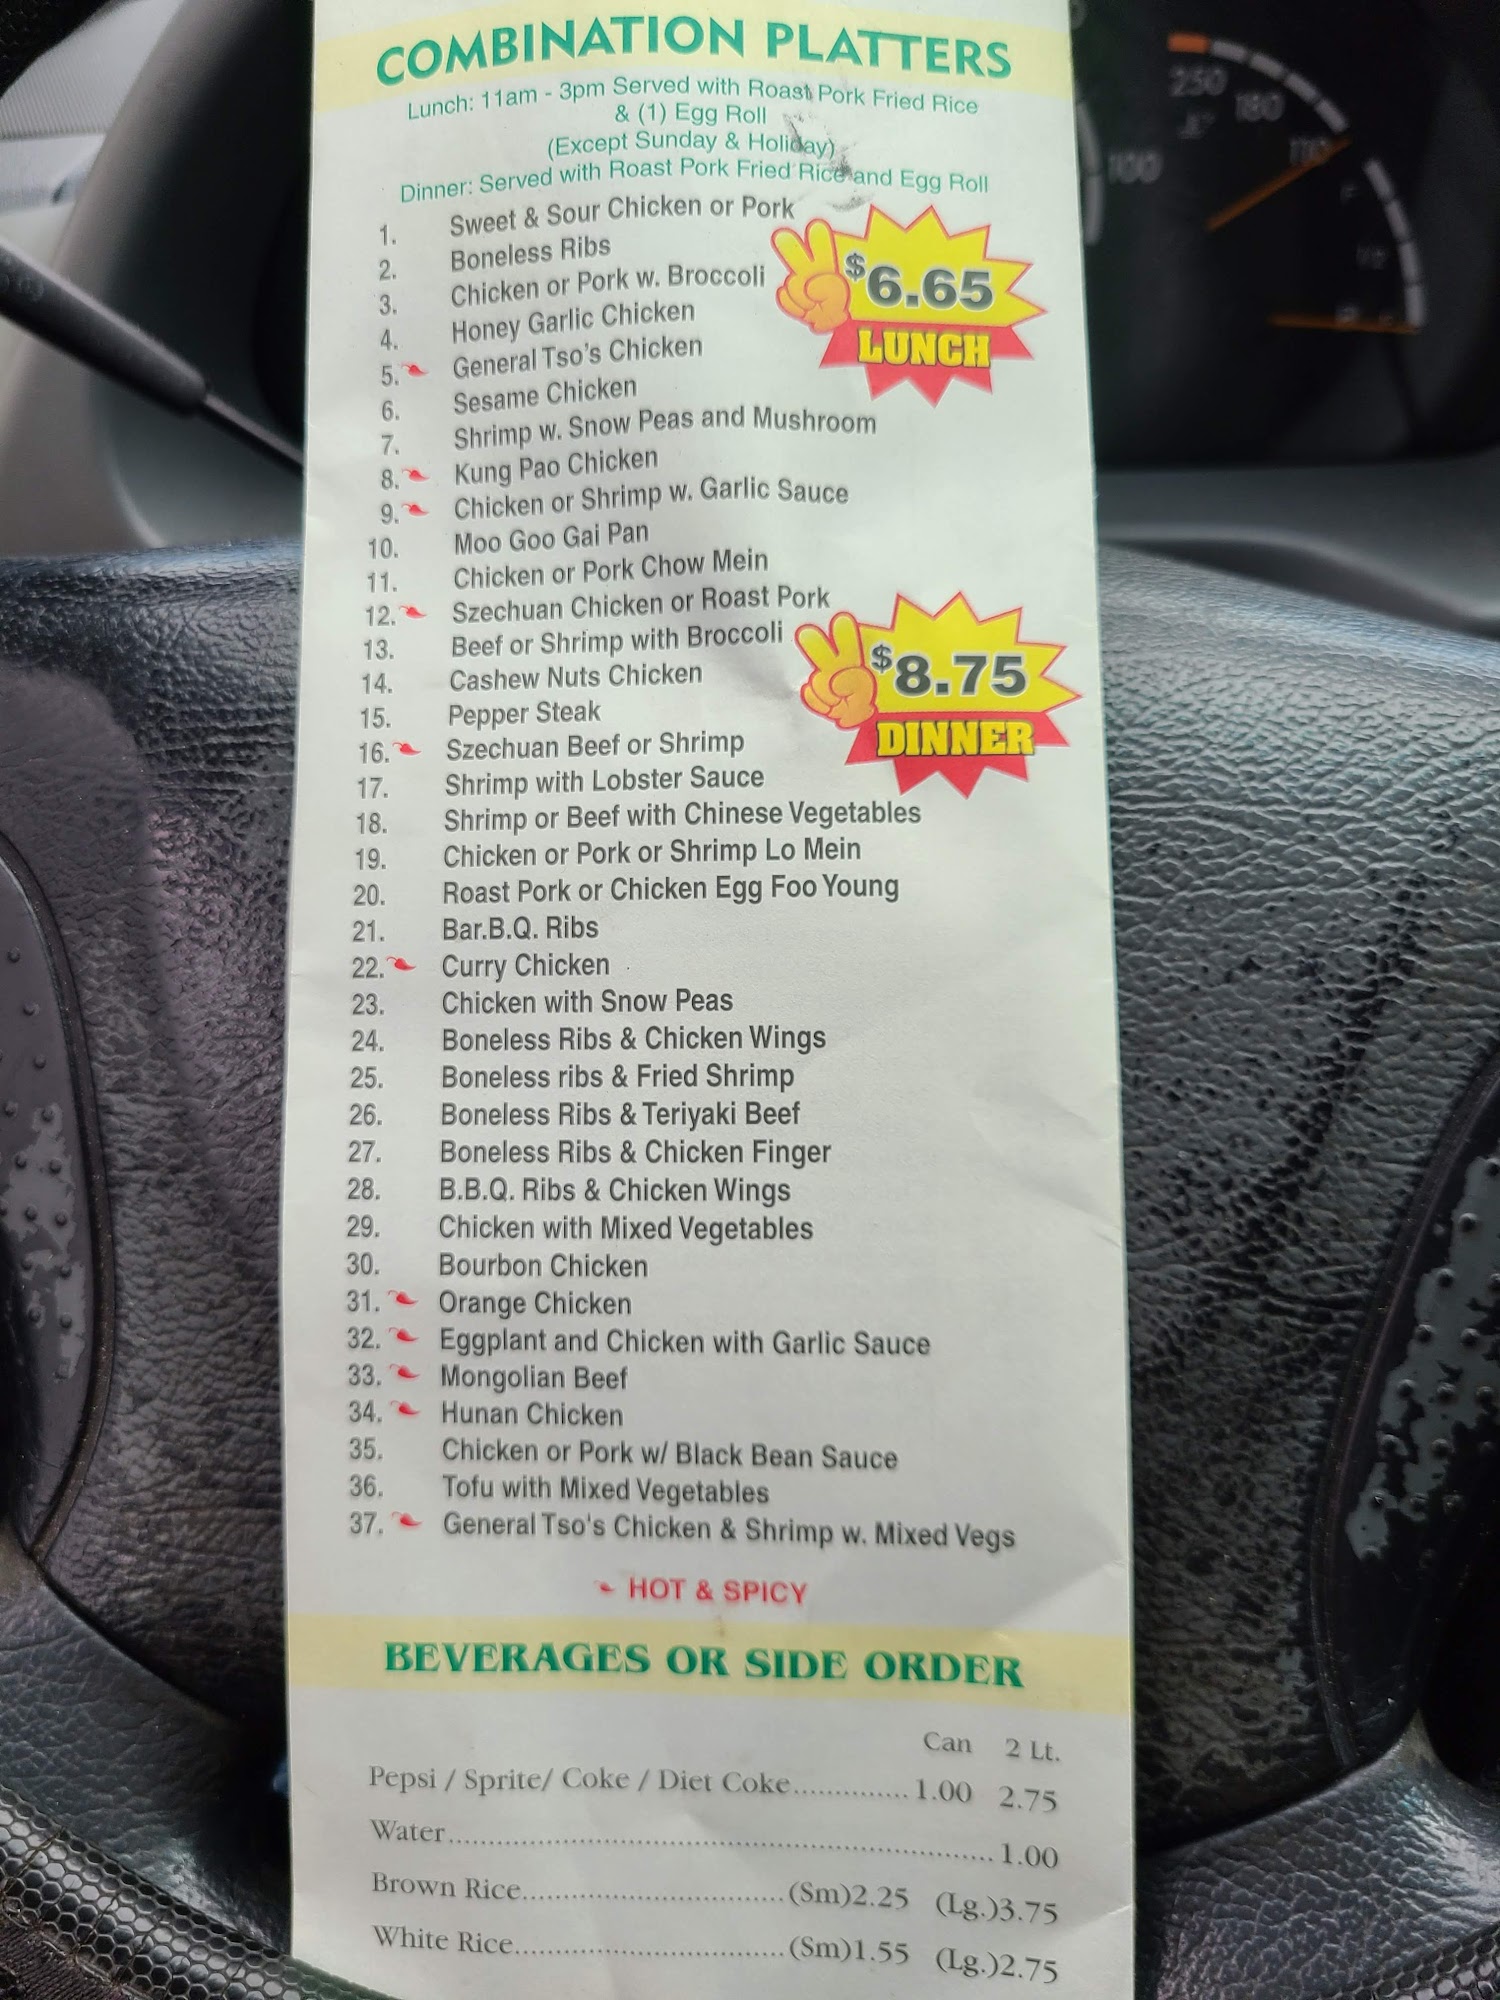 COMBINATION PLATTERS
Lunch: 11am - 3pm Served with Roast Pork Fried Rice
& (1) Egg Roll
(Except Sunday & Holiday)
Dinner: Served with Roast Pork Fried Rice and Egg Roll
1. Sweet & Sour Chicken or Pork
2. Boneless Ribs
3. Chicken or Pork w. Broccoli
4. Honey Garlic Chicken
5. General Tso's Chicken
6. Sesame Chicken
7. Shrimp w. Snow Peas and Mushroom
8. Kung Pao Chicken
9. Chicken or Shrimp w. Garlic Sauce
10. Moo Goo Gai Pan
11. Chicken or Pork Chow Mein
12. Szechuan Chicken or Roast Pork
13. Beef or Shrimp with Broccoli
14. Cashew Nuts Chicken
15. Pepper Steak
16. Szechuan Beef or Shrimp
17. Shrimp with Lobster Sauce
18. Shrimp or Beef with Chinese Vegetables
19. Chicken or Pork or Shrimp Lo Mein
20. Roast Pork or Chicken Egg Foo Young
21. Bar.B.Q. Ribs
22. Curry Chicken
23. Chicken with Snow Peas
24. Boneless Ribs & Chicken Wings
25. Boneless ribs & Fried Shrimp
26. Boneless Ribs & Teriyaki Beef
27. Boneless Ribs & Chicken Finger
28. B.B.Q. Ribs & Chicken Wings
29. Chicken with Mixed Vegetables
30. Bourbon Chicken
31. Orange Chicken
32. Eggplant and Chicken with Garlic Sauce
33. Mongolian Beef
34. Hunan Chicken
35. Chicken or Pork w/ Black Bean Sauce
36. Tofu with Mixed Vegetables
37. General Tso's Chicken & Shrimp w. Mixed Vegs
HOT & SPICY
$6.65
LUNCH
$8.75
DINNER
BEVERAGES OR SIDE ORDER
Can 2 Lt.
Pepsi / Sprite/ Coke / Diet Coke.............. 1.00 2.75
Water................................................................ 1.00
Brown Rice................................(Sm)2.25 (Lg.)3.75
White Rice.................................(Sm)1.55 (Lg.)2.75
250
180
110
100
F